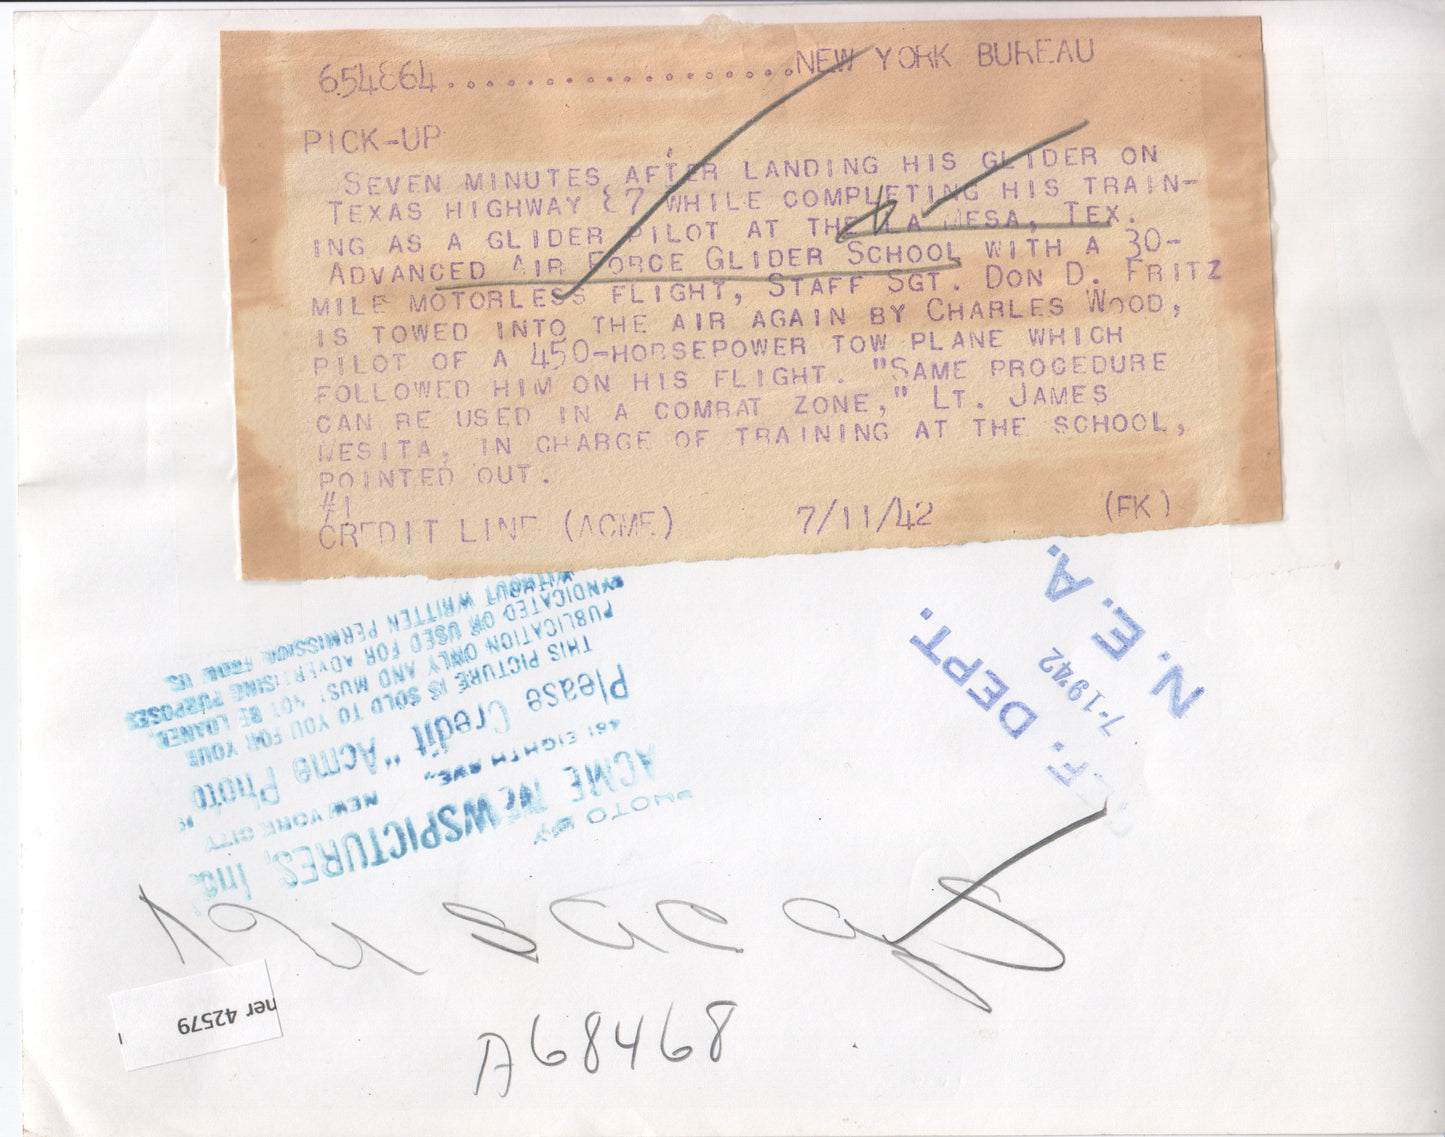 654864....................NEW YORK BUREAU
PICK-UP
SEVEN MINUTES AFTER LANDING HIS GLIDER ON
TEXAS HIGHWAY 87 WHILE COMPLETING HIS TRAIN-
ING AS A GLIDER PILOT AT THE LA MESA, TEX.
ADVANCED AIR FORCE GLIDER SCHOOL WITH A 30-
MILE MOTORLESS FLIGHT, STAFF SGT. DON D. FRITZ
IS TOWED INTO THE AIR AGAIN BY CHARLES WOOD,
PILOT OF A 450-HORSEPOWER TOW PLANE WHICH
FOLLOWED HIM ON HIS FLIGHT. "SAME PROCEDURE
CAN BE USED IN A COMBAT ZONE," LT. JAMES
MESITA, IN CHARGE OF TRAINING AT THE SCHOOL,
POINTED OUT.
#1
CREDIT LINE (ACME) 7/11/42 (FK)
PHOTO BY
ACME NEWSPICTURES, Inc.
461 EIGHTH AVE., NEW YORK CITY
Please Credit "Acme Photo"
THIS PICTURE IS SOLD TO YOU FOR YOUR
PUBLICATION ONLY AND MUST NOT BE LOANED,
SYNDICATED OR USED FOR ADVERTISING PURPOSES
WITHOUT WRITTEN PERMISSION FROM US
N. E. A.
7-19'42
REF. DEPT.
A68468
ner 42579